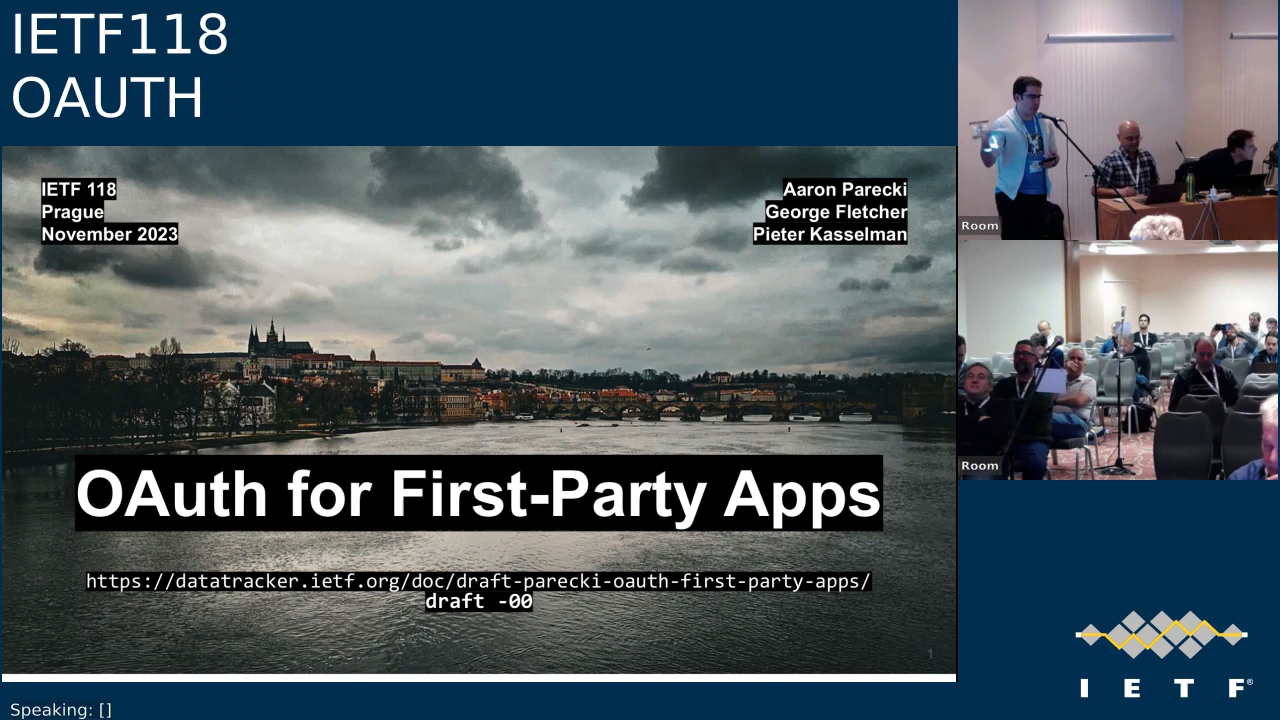 IETF118
OAUTH
IETF 118
Prague
November 2023
Aaron Parecki
George Fletcher
Pieter Kasselman
OAuth for First-Party Apps
https://datatracker.ietf.org/doc/draft-parecki-oauth-first-party-apps/
draft -00
1
Room
Room
I E T F®
Speaking: []